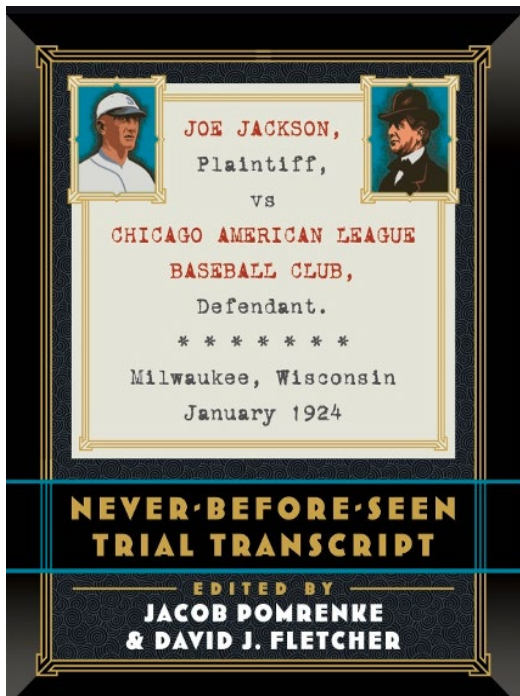 JOE JACKSON,
Plaintiff,
vs
CHICAGO AMERICAN LEAGUE
BASEBALL CLUB,
Defendant.
* * * * * * *
Milwaukee, Wisconsin
January 1924
NEVER-BEFORE-SEEN
TRIAL TRANSCRIPT
EDITED BY
JACOB POMRENKE
& DAVID J. FLETCHER